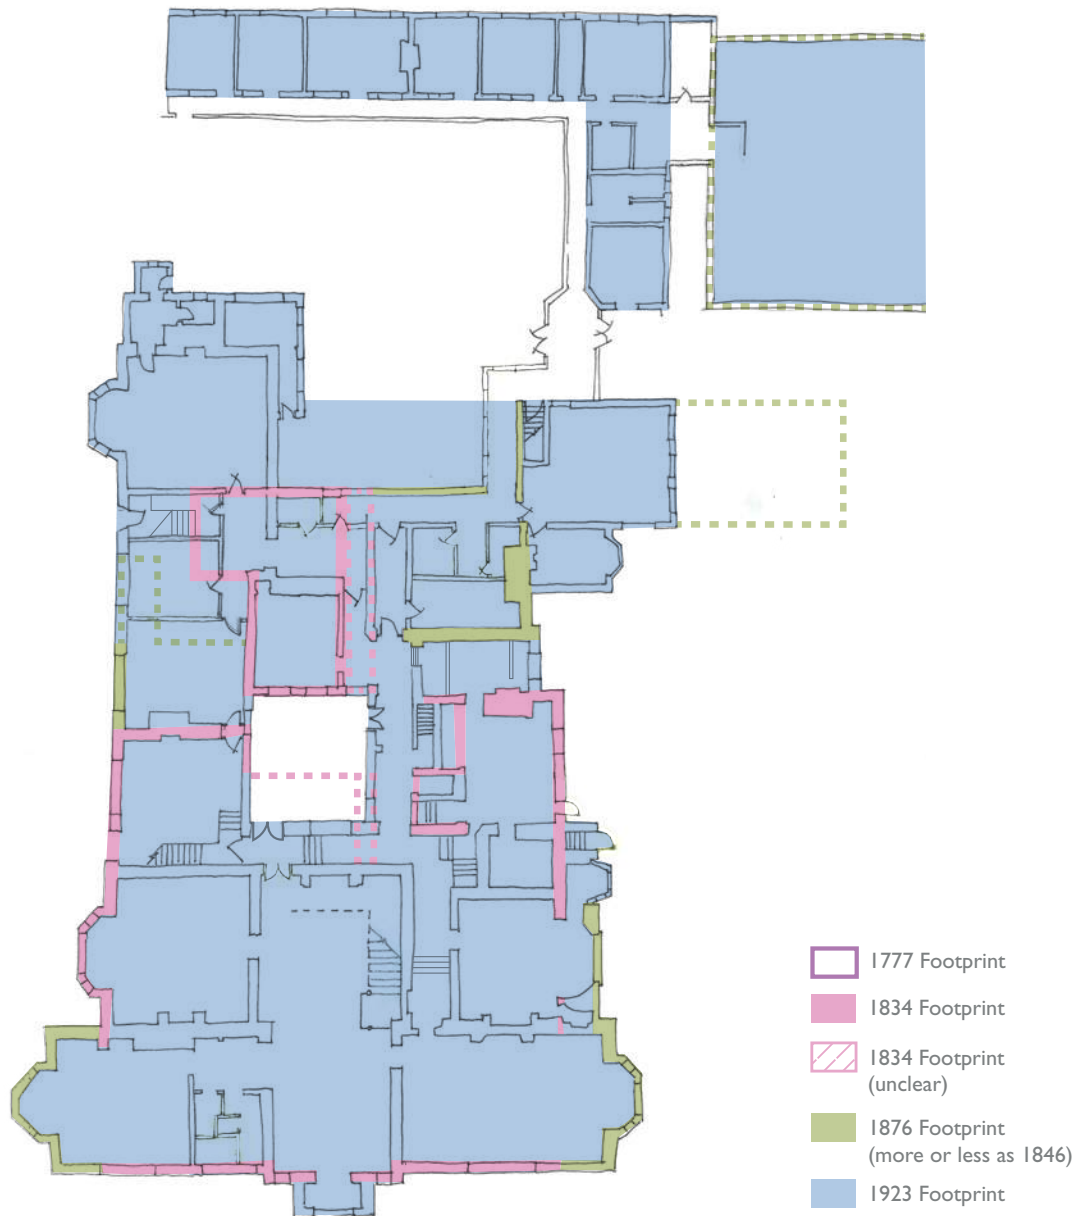 1777 Footprint
1834 Footprint
1834 Footprint
(unclear)
1876 Footprint
(more or less as 1846)
1923 Footprint